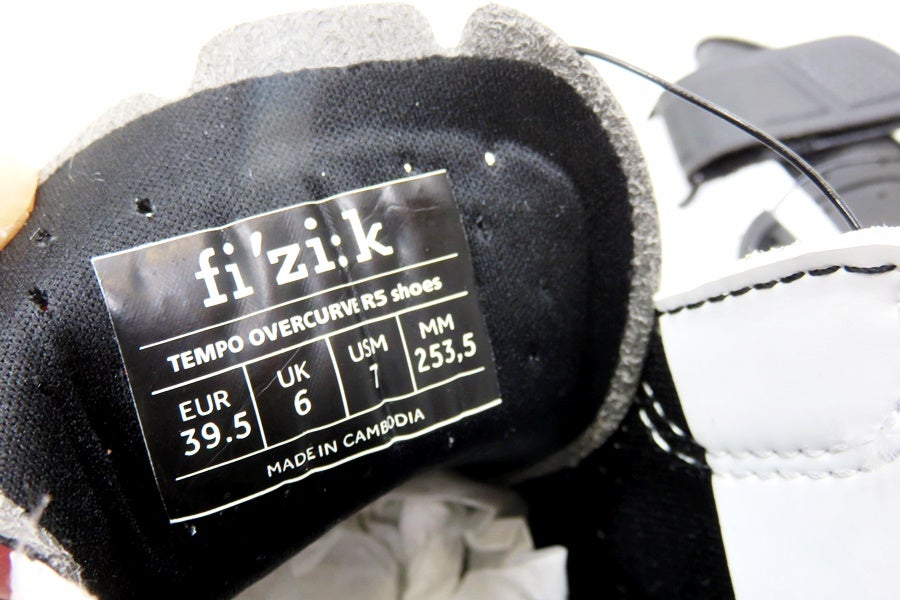 fi'zi:k
TEMPO OVERCURVE R5 shoes
EUR UK USM MM
39.5 6 7 253,5
MADE IN CAMBODIA